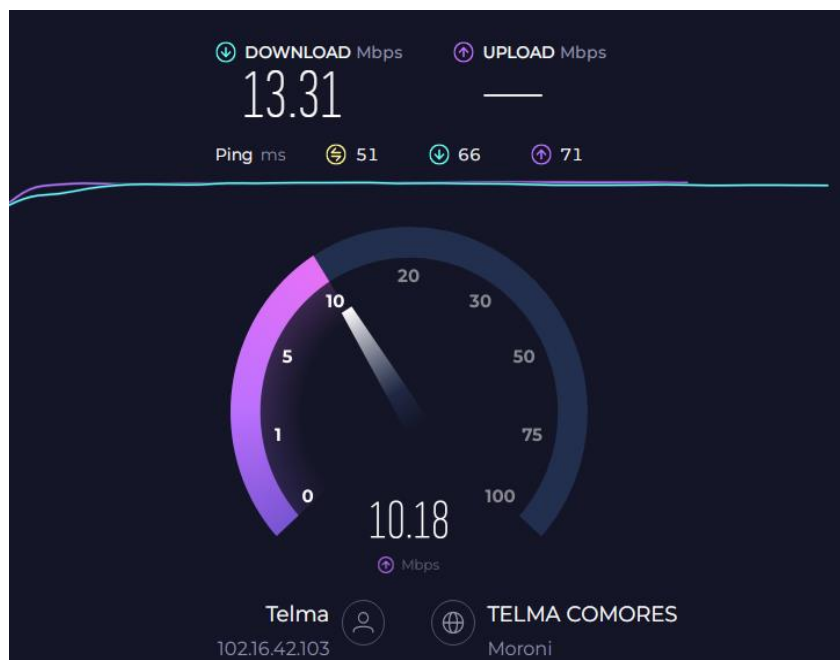 DOWNLOAD Mbps
UPLOAD Mbps
13.31
—
Ping ms 51 66 71
0
1
5
10
20
30
50
75
100
10.18
Mbps
Telma
102.16.42.103
TELMA COMORES
Moroni